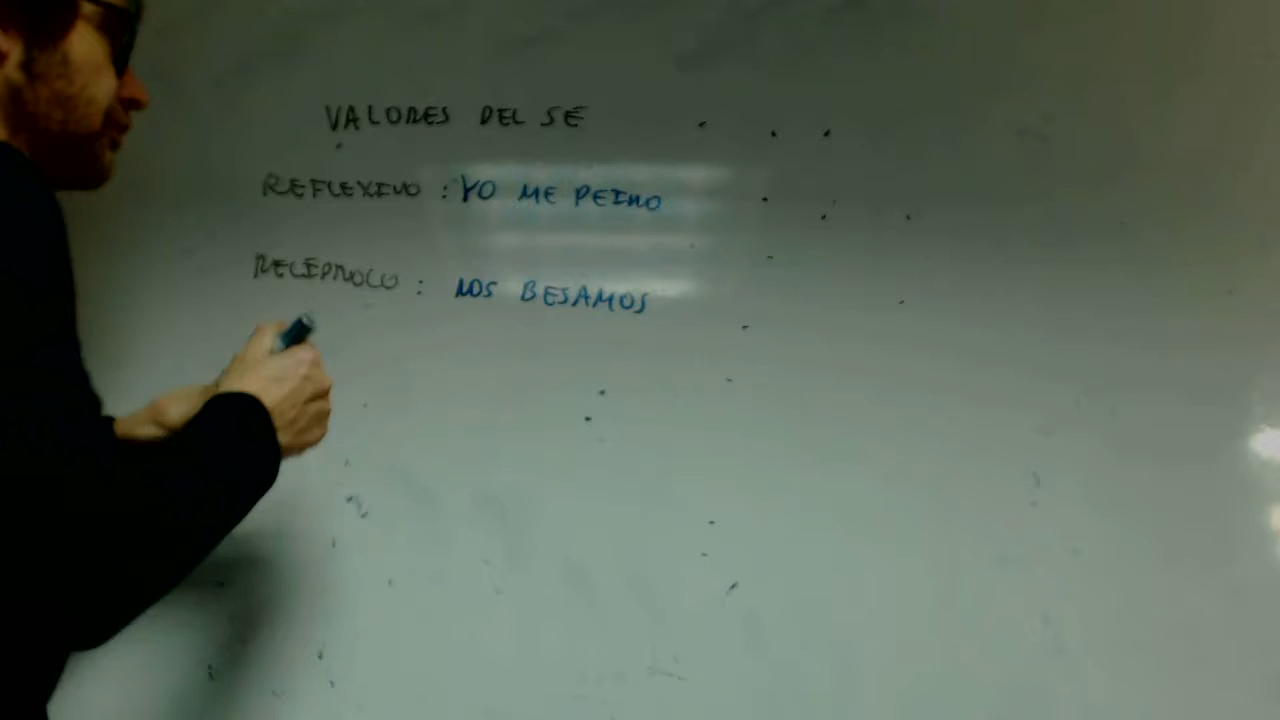 VALORES DEL SE
REFLEXIVO : YO ME PEINO
RECÍPROCO : NOS BESAMOS